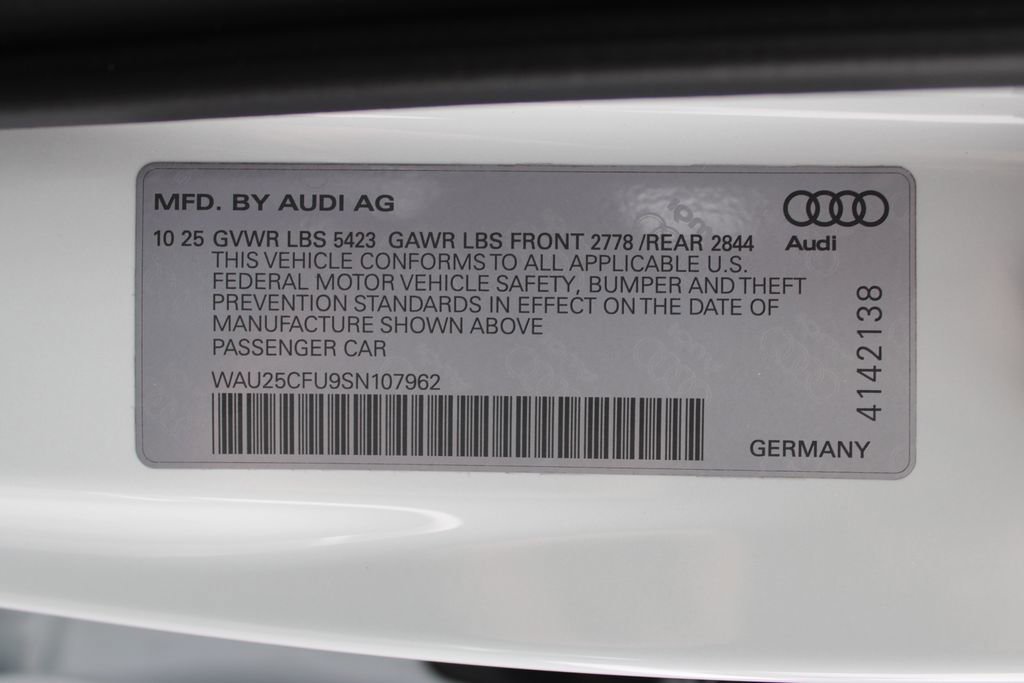 MFD. BY AUDI AG
Audi
10 25 GVWR LBS 5423 GAWR LBS FRONT 2778 /REAR 2844
THIS VEHICLE CONFORMS TO ALL APPLICABLE U.S.
FEDERAL MOTOR VEHICLE SAFETY, BUMPER AND THEFT
PREVENTION STANDARDS IN EFFECT ON THE DATE OF
MANUFACTURE SHOWN ABOVE
PASSENGER CAR
WAU25CFU9SN107962
4142138
GERMANY